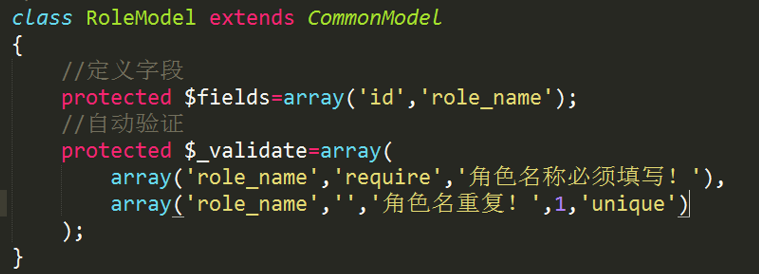 class RoleModel extends CommonModel
{
    //定义字段
    protected $fields=array('id','role_name');
    //自动验证
    protected $_validate=array(
        array('role_name','require','角色名称必须填写！'),
        array('role_name','','角色名重复！',1,'unique')
    );
}